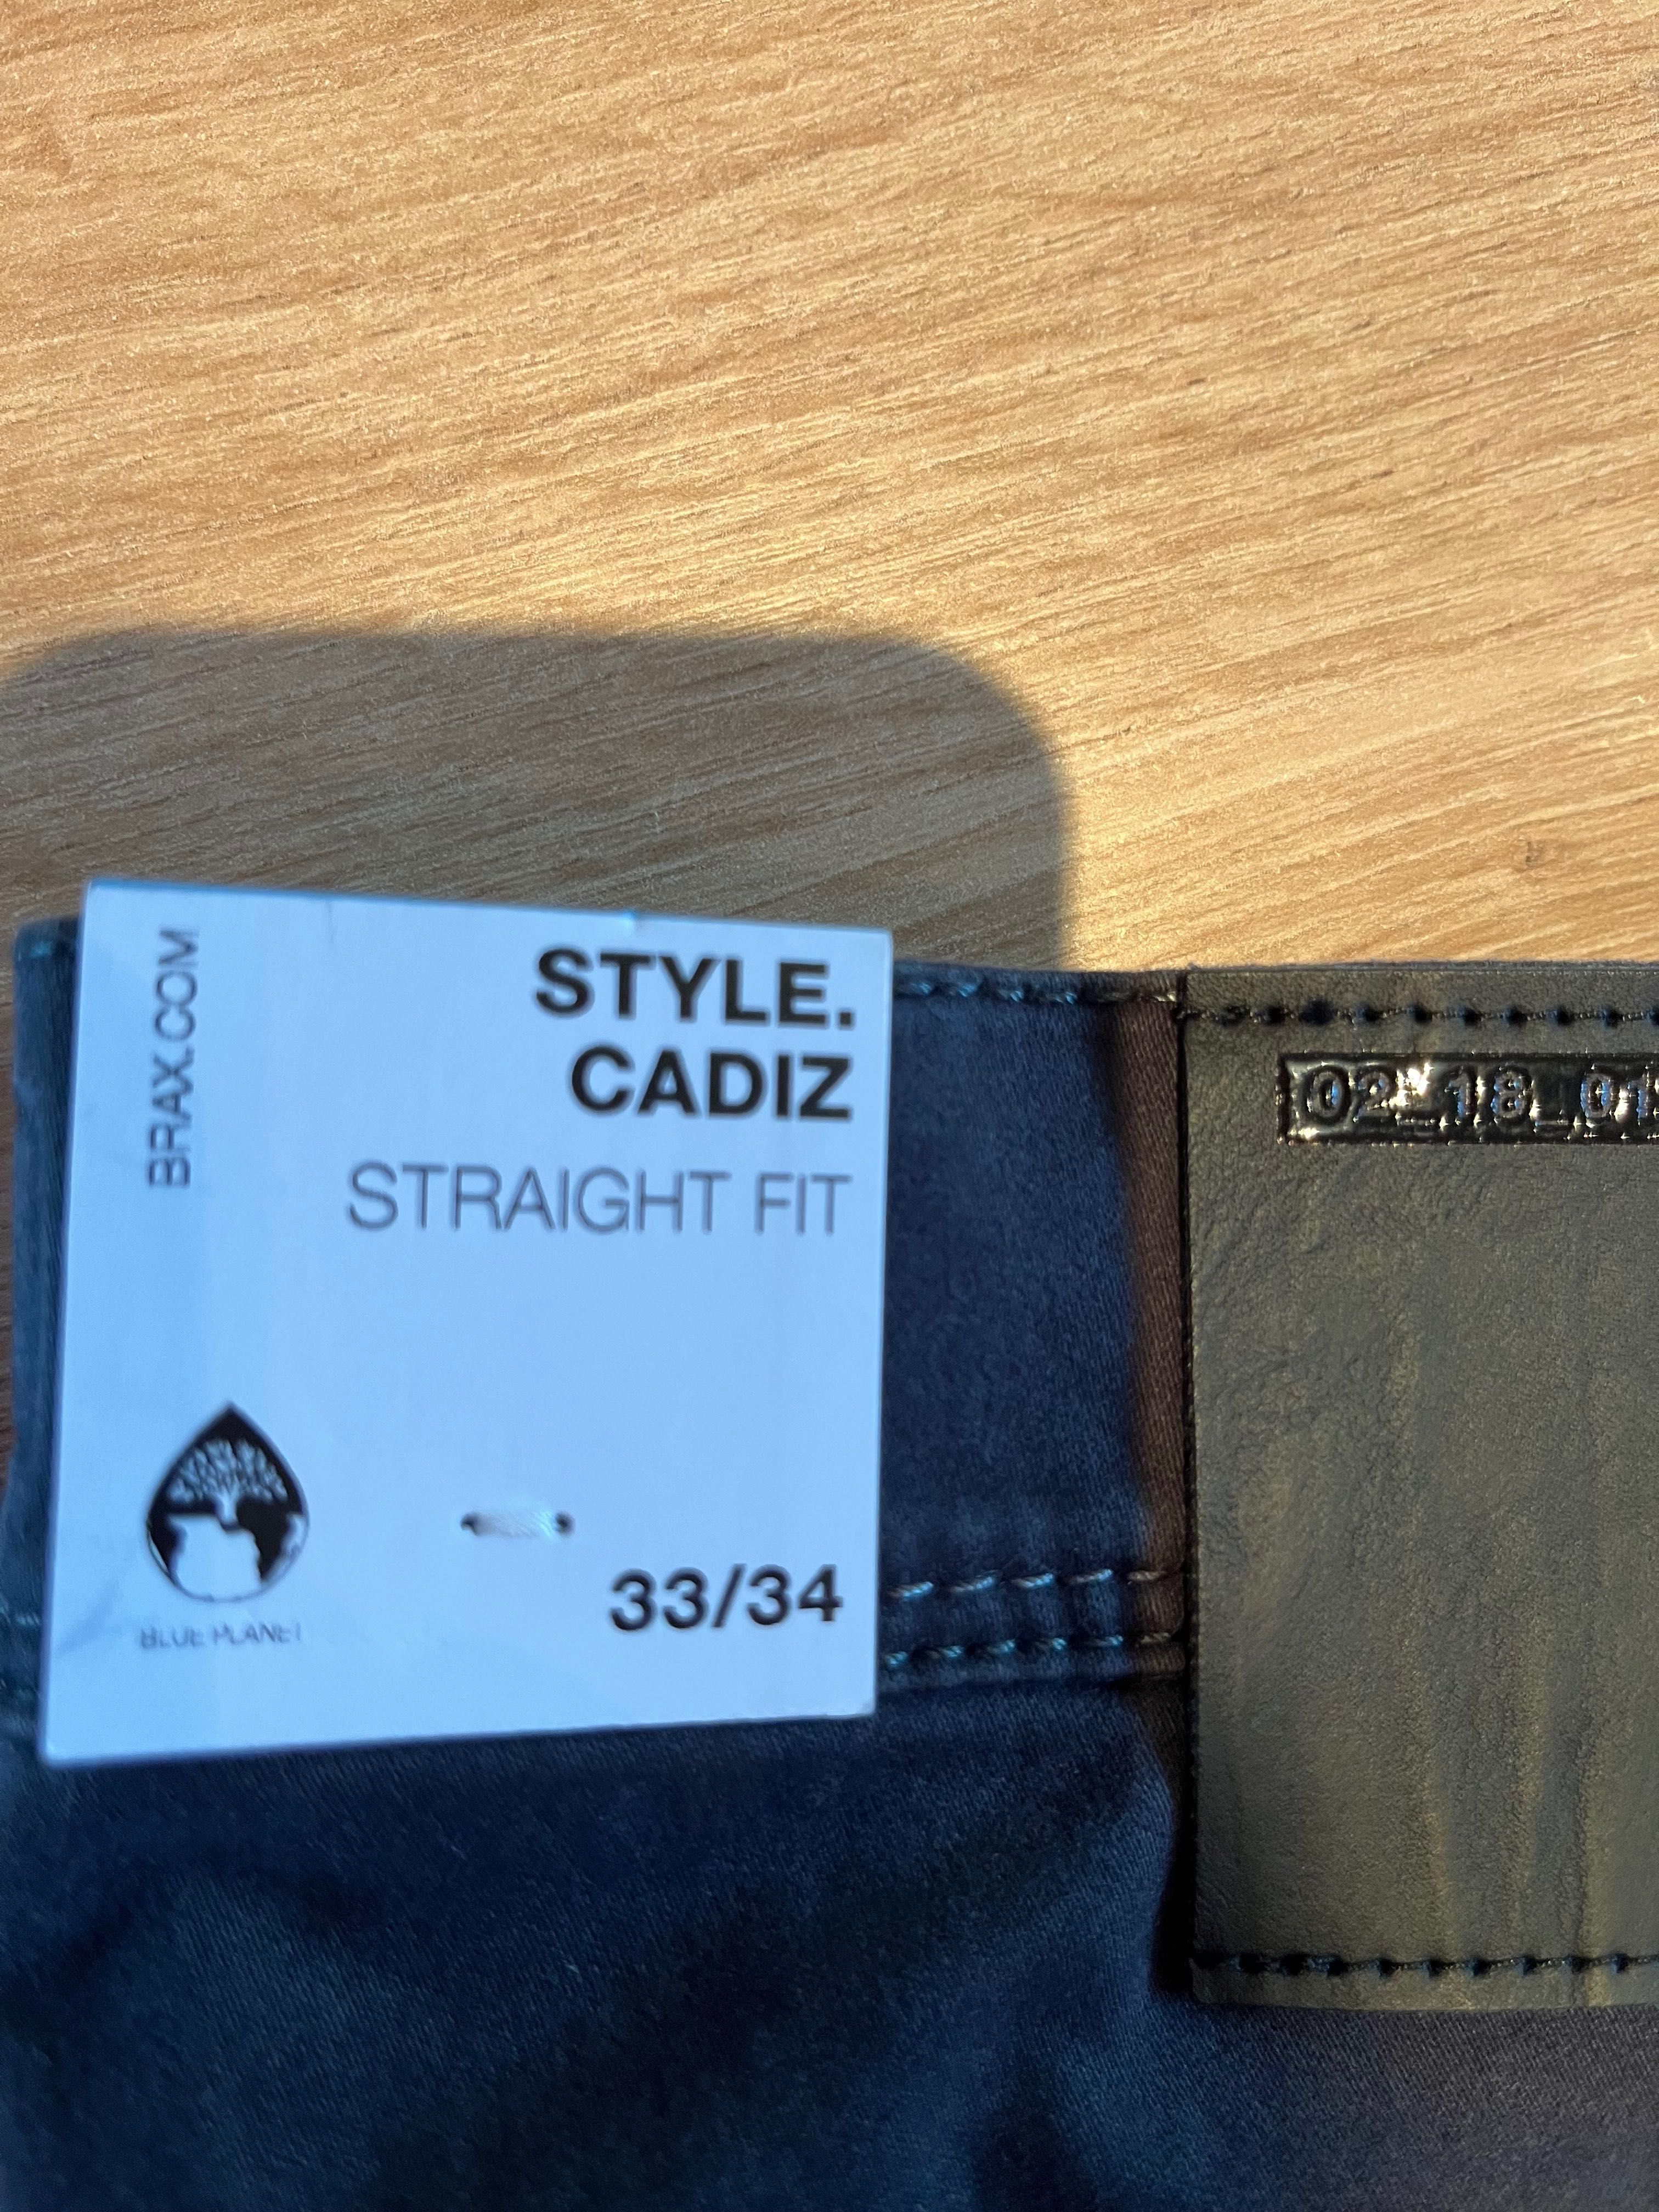 BRAX.COM
STYLE.
CADIZ
STRAIGHT FIT
33/34
BLUE PLANET
02_18_01